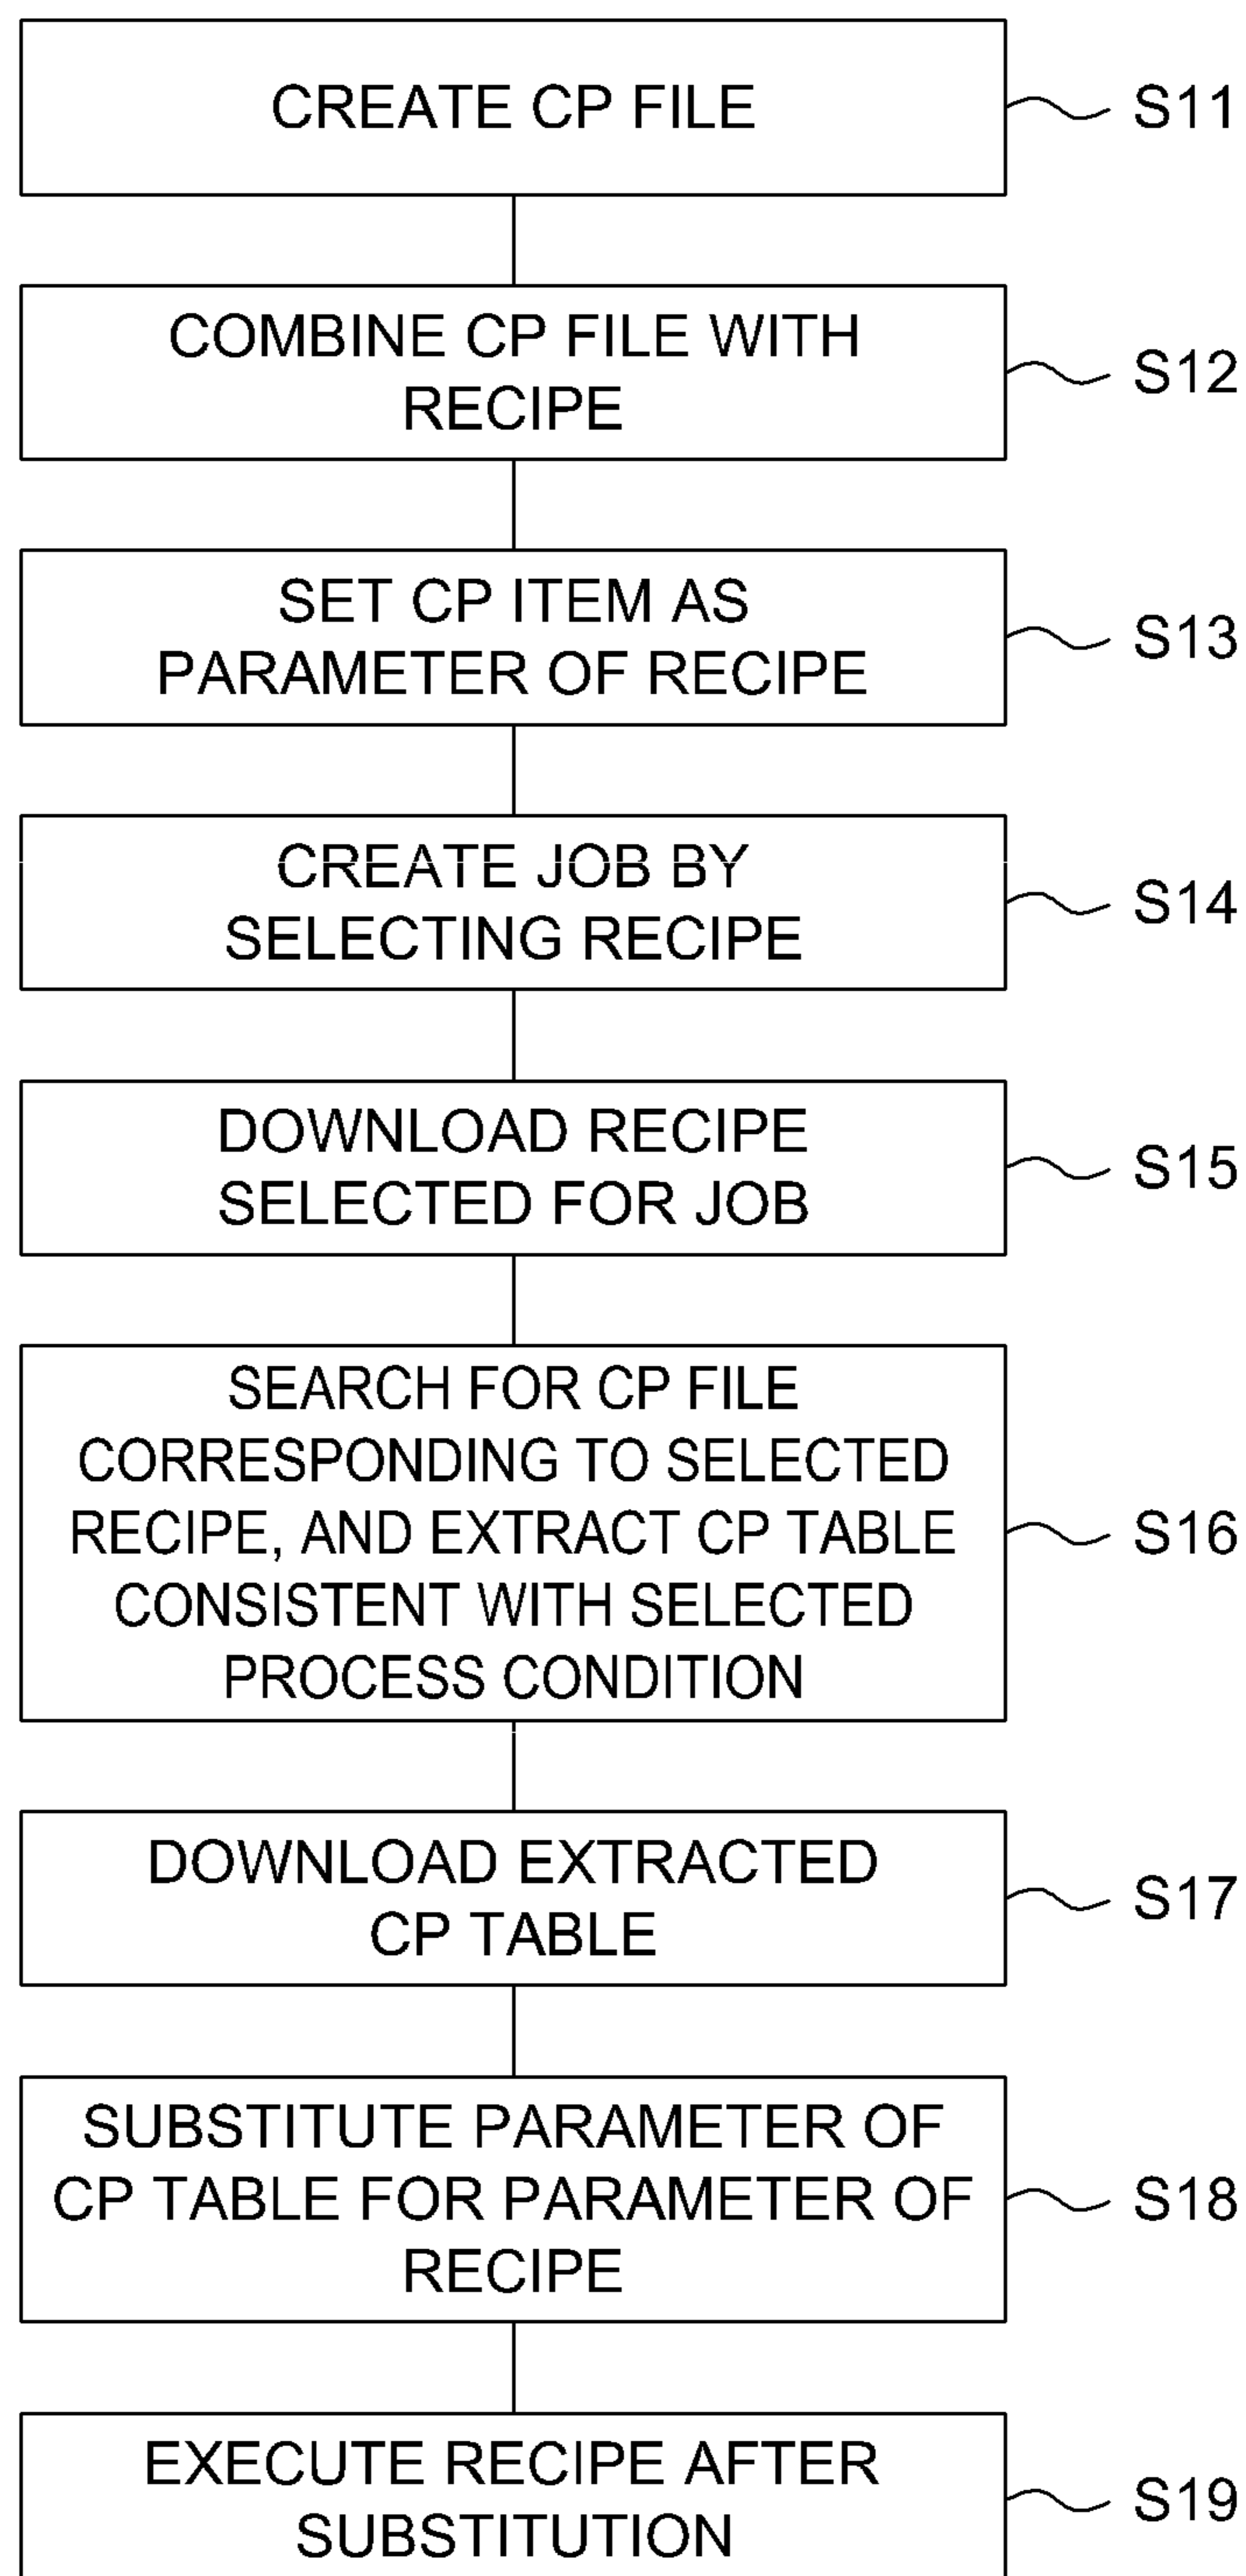 CREATE CP FILE
S11
COMBINE CP FILE WITH
RECIPE
S12
SET CP ITEM AS
PARAMETER OF RECIPE
S13
CREATE JOB BY
SELECTING RECIPE
S14
DOWNLOAD RECIPE
SELECTED FOR JOB
S15
SEARCH FOR CP FILE
CORRESPONDING TO SELECTED
RECIPE, AND EXTRACT CP TABLE
CONSISTENT WITH SELECTED
PROCESS CONDITION
S16
DOWNLOAD EXTRACTED
CP TABLE
S17
SUBSTITUTE PARAMETER OF
CP TABLE FOR PARAMETER OF
RECIPE
S18
EXECUTE RECIPE AFTER
SUBSTITUTION
S19